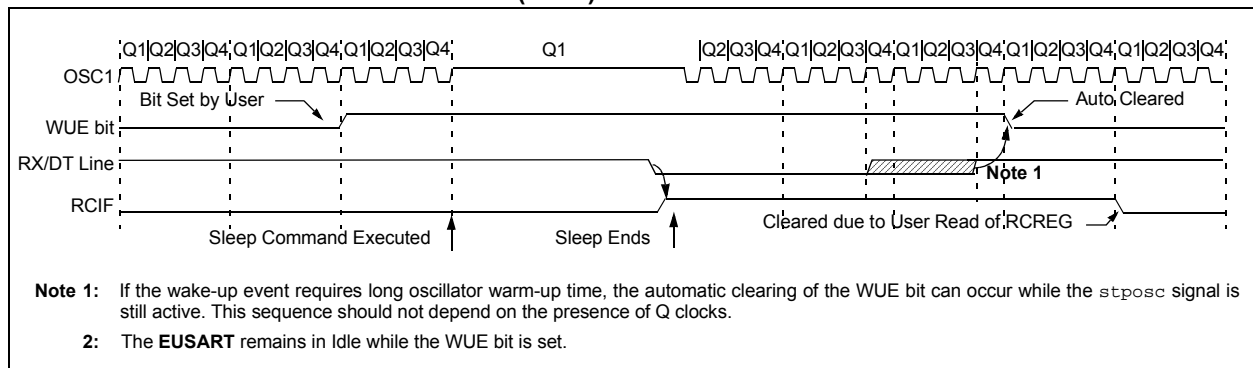 Q1|Q2|Q3|Q4|Q1|Q2|Q3|Q4|Q1|Q2|Q3|Q4 Q1 |Q2|Q3|Q4|Q1|Q2|Q3|Q4|Q1|Q2|Q3|Q4|Q1|Q2|Q3|Q4|Q1|Q2|Q3|Q4
OSC1
Bit Set by User Auto Cleared
WUE bit
RX/DT Line Note 1
RCIF
Cleared due to User Read of RCREG
Sleep Command Executed Sleep Ends
Note 1: If the wake-up event requires long oscillator warm-up time, the automatic clearing of the WUE bit can occur while the stposc signal is
still active. This sequence should not depend on the presence of Q clocks.
2: The EUSART remains in Idle while the WUE bit is set.